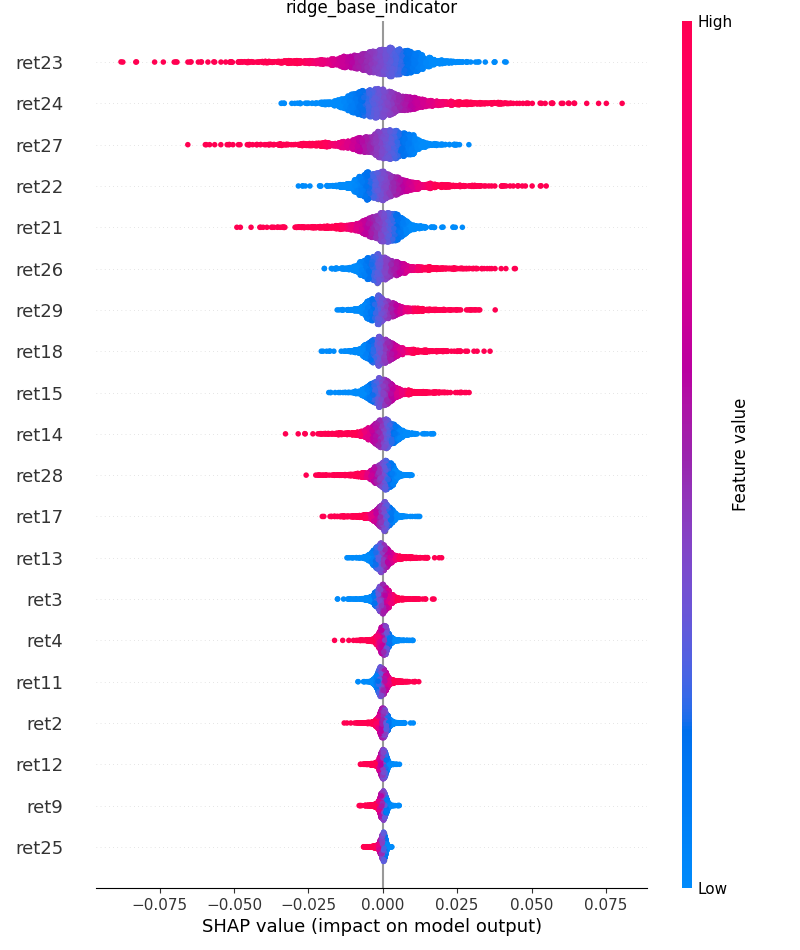 ridge_base_indicator
High
ret23
ret24
ret27
ret22
ret21
ret26
ret29
ret18
ret15
ret14
ret28
ret17
ret13
ret3
ret4
ret11
ret2
ret12
ret9
ret25
Feature value
Low
−0.075 −0.050 −0.025 0.000 0.025 0.050 0.075
SHAP value (impact on model output)